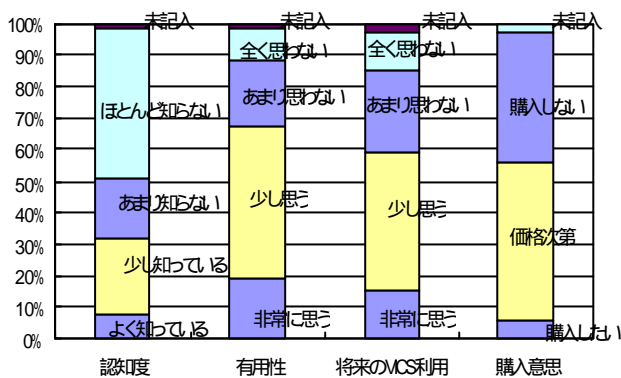 100%
90%
80%
70%
60%
50%
40%
30%
20%
10%
0%
未記入
ほとんど知らない
あまり知らない
少し知っている
よく知っている
未記入
全く思わない
あまり思わない
少し思う
非常に思う
未記入
全く思わない
あまり思わない
少し思う
非常に思う
未記入
購入しない
価格次第
購入したい
認知度
有用性
将来のMCS利用
購入意思